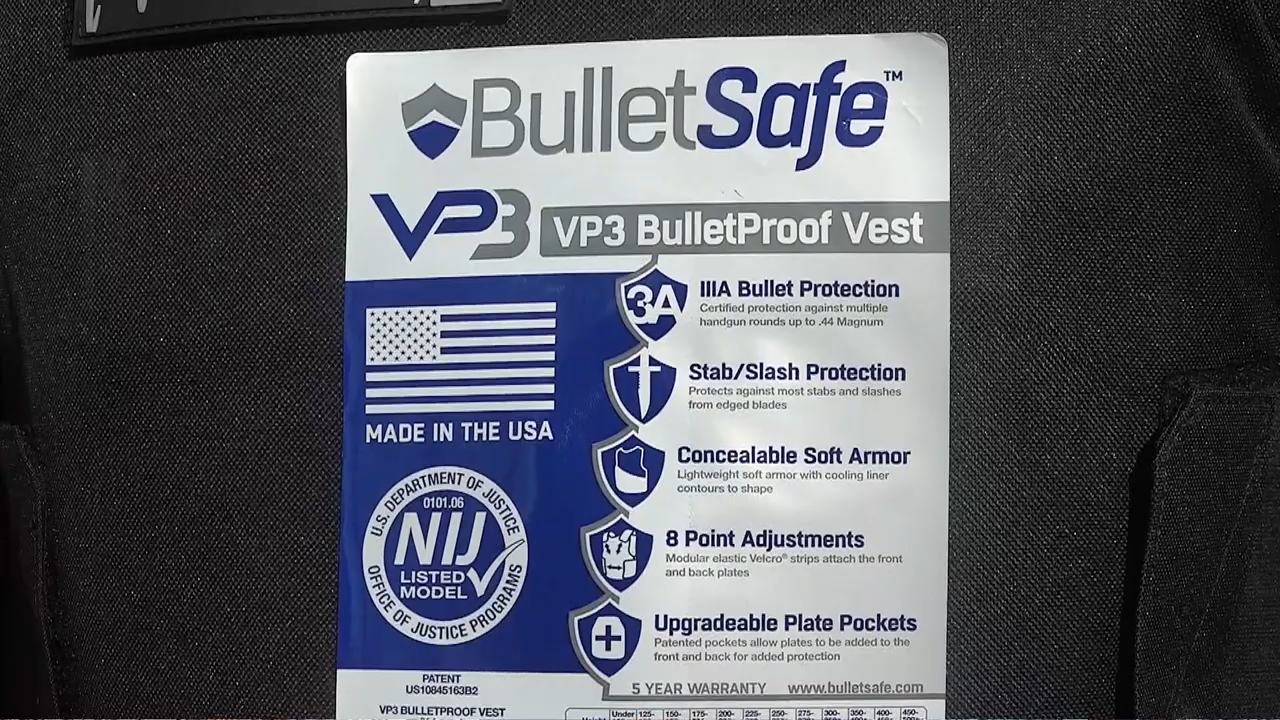 BulletSafe™
VP3 VP3 BulletProof Vest
3A IIIA Bullet Protection
Certified protection against multiple
handgun rounds up to .44 Magnum
Stab/Slash Protection
Protects against most stabs and slashes
from edged blades
MADE IN THE USA
Concealable Soft Armor
Lightweight soft armor with cooling liner
contours to shape
U.S. DEPARTMENT OF JUSTICE
0101.06
NIJ
LISTED
MODEL
OFFICE OF JUSTICE PROGRAMS
8 Point Adjustments
Modular elastic Velcro® strips attach the front
and back plates
Upgradeable Plate Pockets
Patented pockets allow plates to be added to the
front and back for added protection
PATENT
US10845163B2
5 YEAR WARRANTY www.bulletsafe.com
VP3 BULLETPROOF VEST
Under 125- 150- 175- 200- 225- 250- 275- 300- 350- 400- 450-